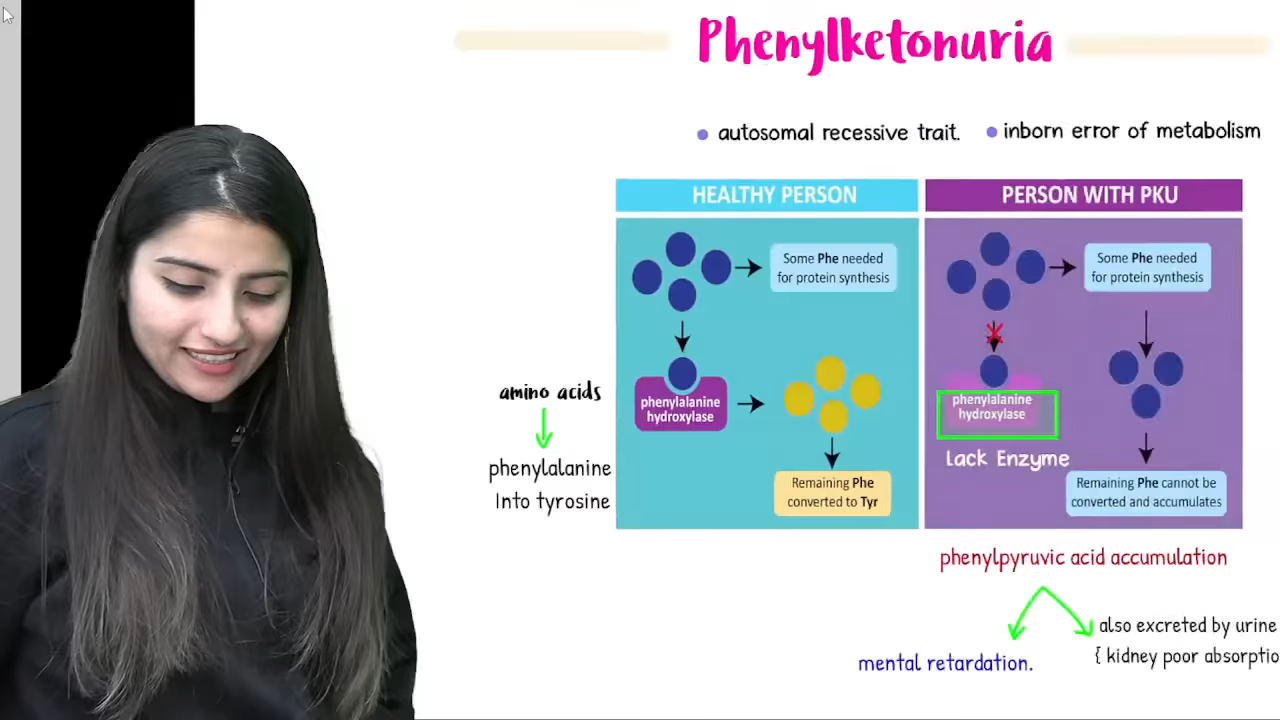 Phenylketonuria
autosomal recessive trait.
inborn error of metabolism
HEALTHY PERSON
Some Phe needed
for protein synthesis
phenylalanine
hydroxylase
Remaining Phe
converted to Tyr
PERSON WITH PKU
Some Phe needed
for protein synthesis
phenylalanine
hydroxylase
Lack Enzyme
Remaining Phe cannot be
converted and accumulates
amino acids
phenylalanine
Into tyrosine
phenylpyruvic acid accumulation
mental retardation.
also excreted by urine
{ kidney poor absorptio